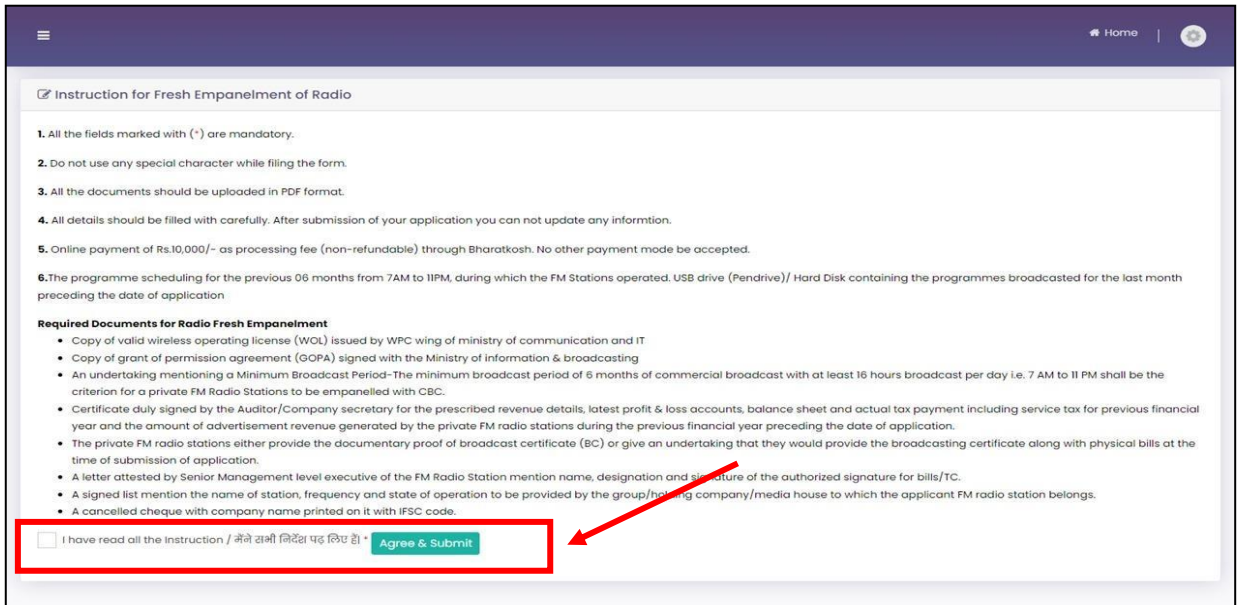 Home |
Instruction for Fresh Empanelment of Radio
1. All the fields marked with (*) are mandatory.
2. Do not use any special character while filing the form.
3. All the documents should be uploaded in PDF format.
4. All details should be filled with carefully. After submission of your application you can not update any informtion.
5. Online payment of Rs.10,000/- as processing fee (non-refundable) through Bharatkosh. No other payment mode be accepted.
6.The programme scheduling for the previous 06 months from 7AM to 11PM, during which the FM Stations operated. USB drive (Pendrive)/ Hard Disk containing the programmes broadcasted for the last month
preceding the date of application
Required Documents for Radio Fresh Empanelment
• Copy of valid wireless operating license (WOL) issued by WPC wing of ministry of communication and IT
• Copy of grant of permission agreement (GOPA) signed with the Ministry of information & broadcasting
• An undertaking mentioning a Minimum Broadcast Period-The minimum broadcast period of 6 months of commercial broadcast with at least 16 hours broadcast per day i.e. 7 AM to 11 PM shall be the
criterion for a private FM Radio Stations to be empanelled with CBC.
• Certificate duly signed by the Auditor/Company secretary for the prescribed revenue details, latest profit & loss accounts, balance sheet and actual tax payment including service tax for previous financial
year and the amount of advertisement revenue generated by the private FM radio stations during the previous financial year preceding the date of application.
• The private FM radio stations either provide the documentary proof of broadcast certificate (BC) or give an undertaking that they would provide the broadcasting certificate along with physical bills at the
time of submission of application.
• A letter attested by Senior Management level executive of the FM Radio Station mention name, designation and signature of the authorized signature for bills/TC.
• A signed list mention the name of station, frequency and state of operation to be provided by the group/holding company/media house to which the applicant FM radio station belongs.
• A cancelled cheque with company name printed on it with IFSC code.
I have read all the Instruction / मैंने सभी निर्देश पढ़ लिए हैं। * Agree & Submit